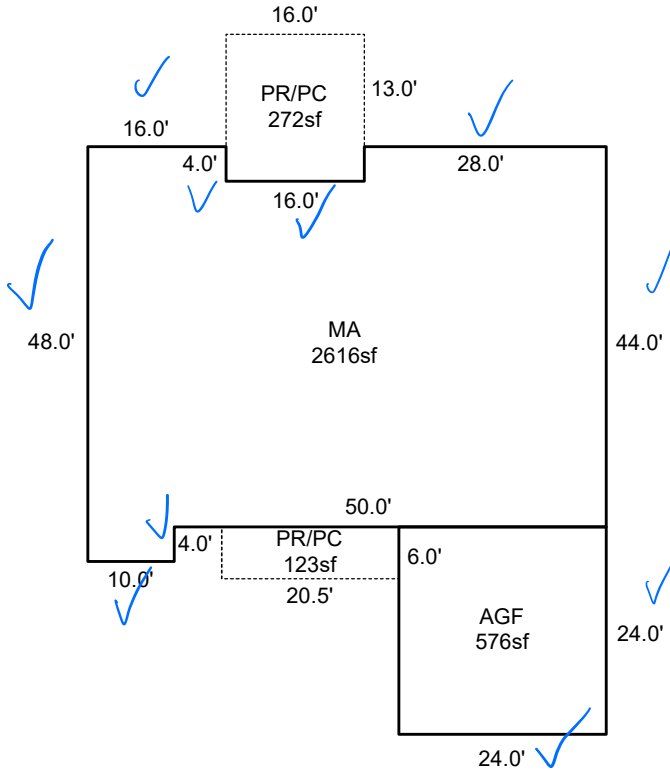 16.0'
PR/PC
272sf
13.0'
16.0'
4.0'
16.0'
28.0'
48.0'
MA
2616sf
44.0'
50.0'
4.0'
PR/PC
123sf
6.0'
10.0'
20.5'
AGF
576sf
24.0'
24.0'